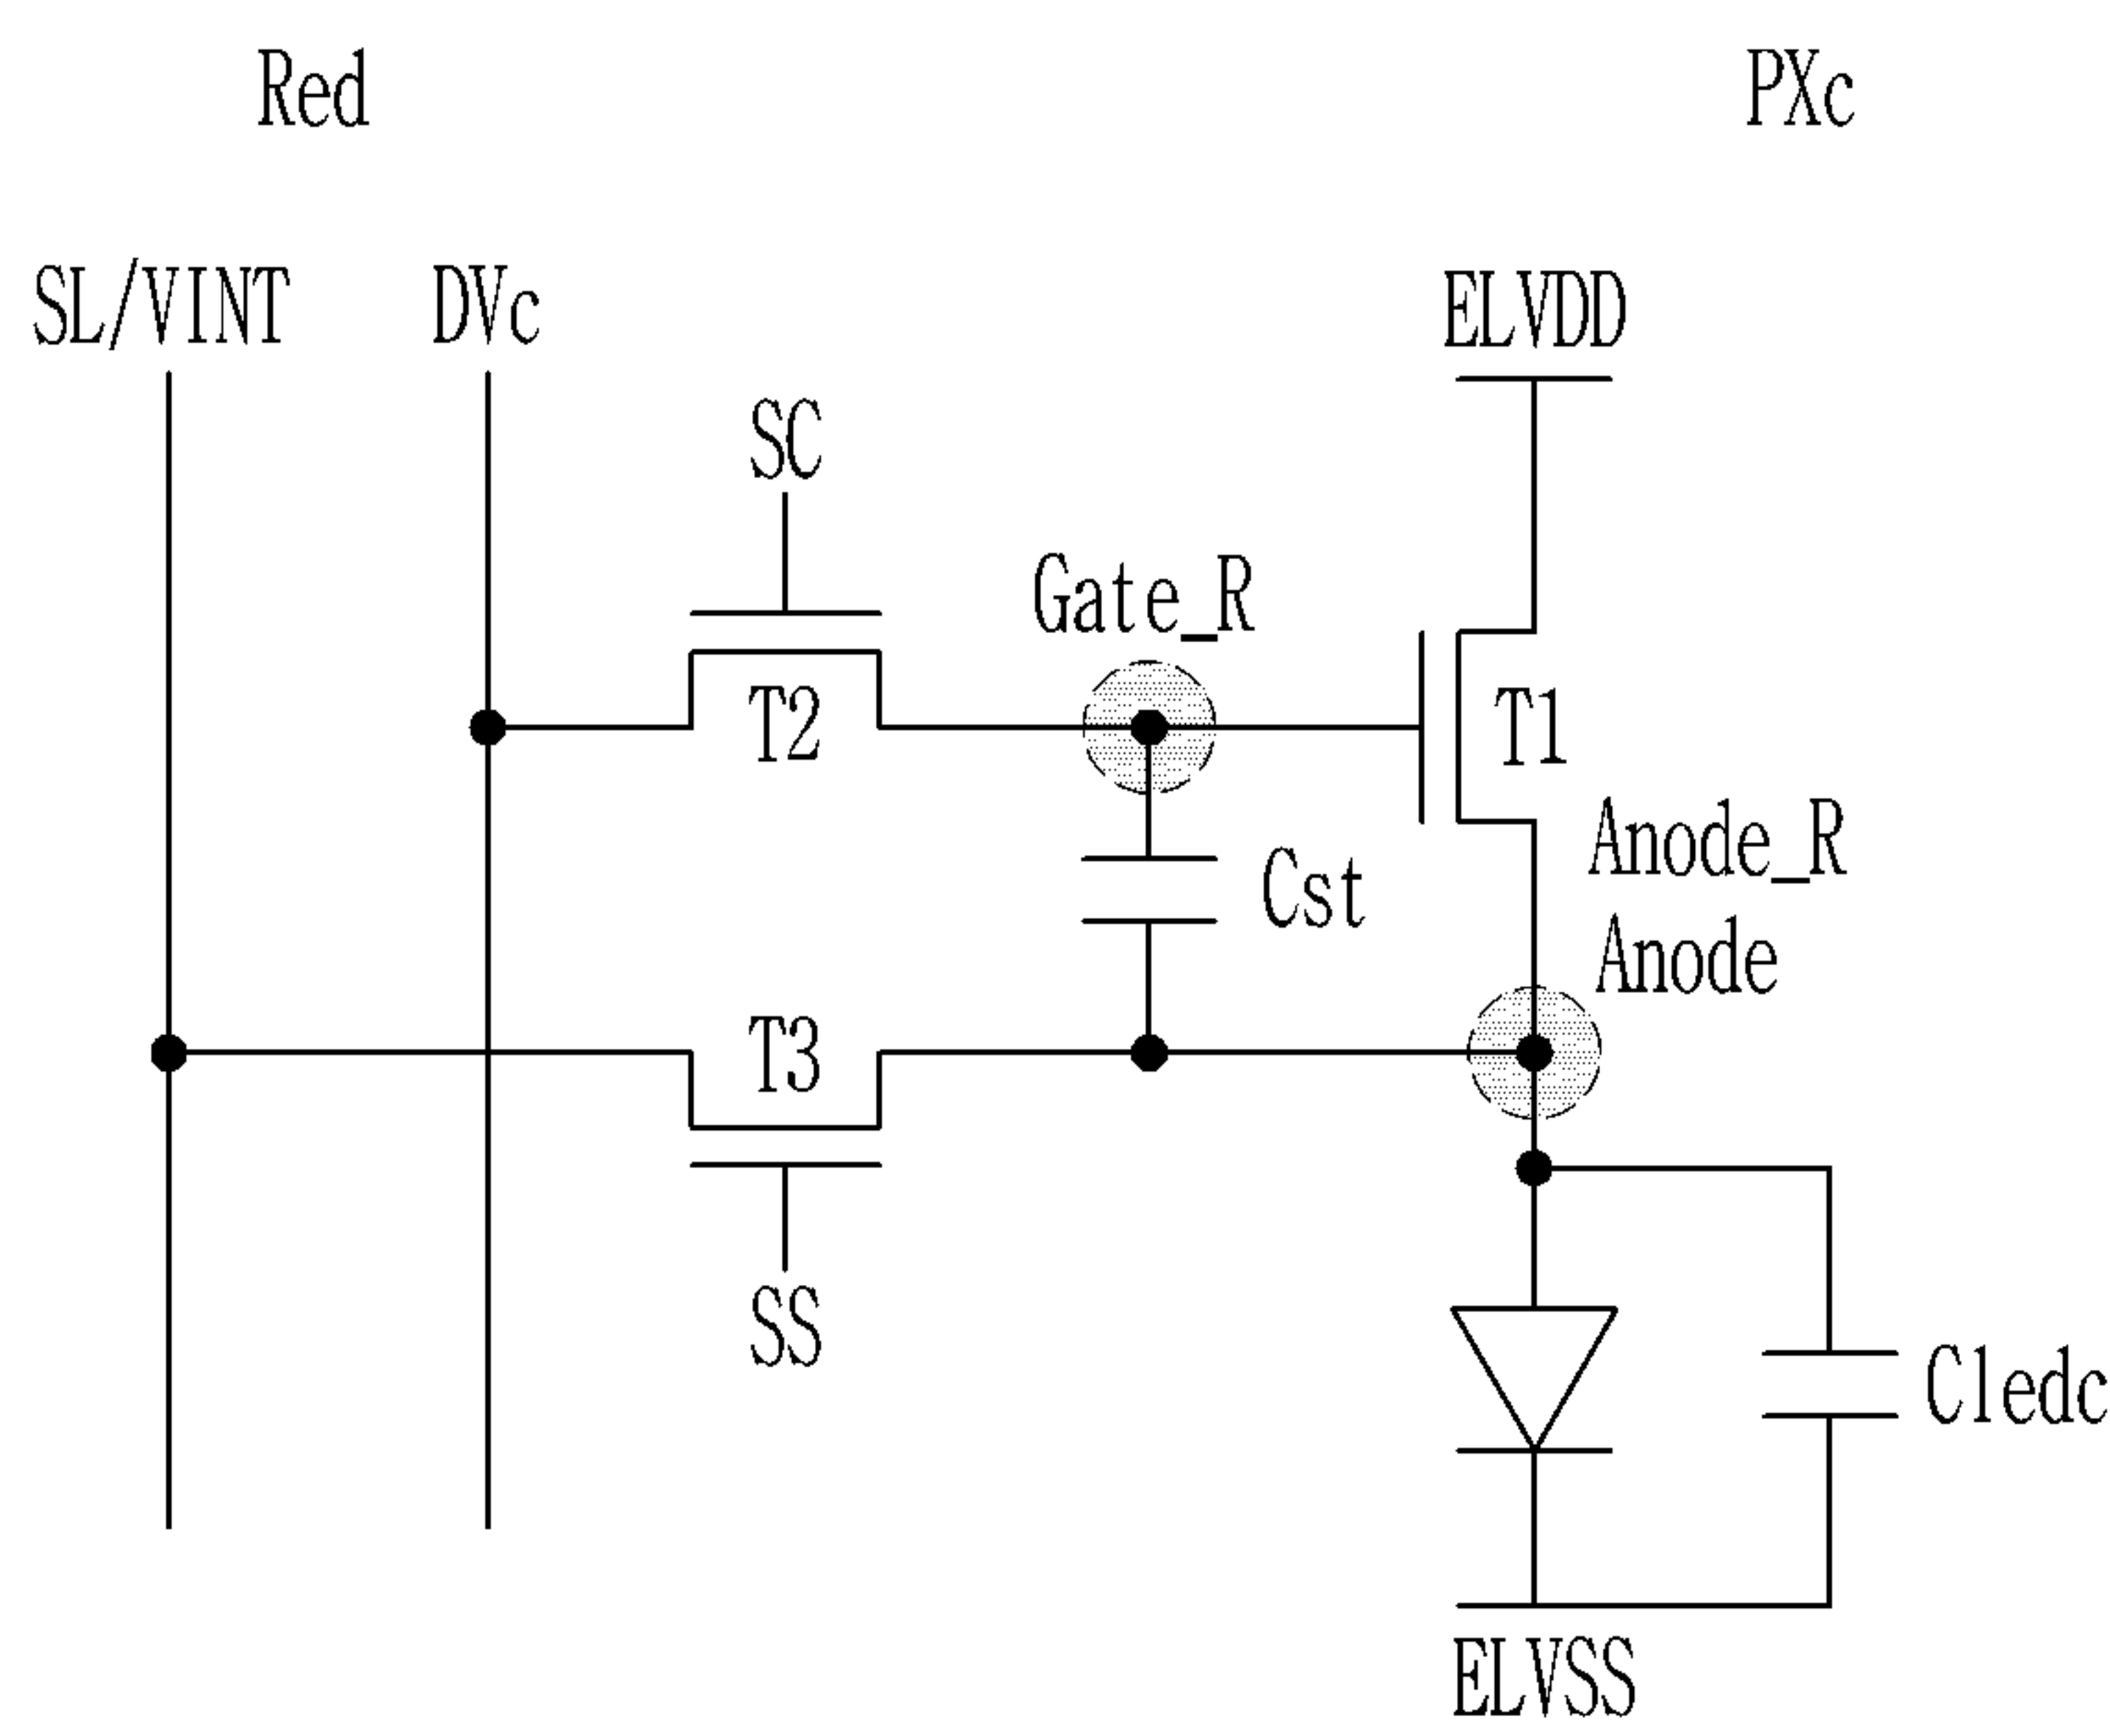 Red
PXc
SL/VINT
DVc
ELVDD
SC
Gate_R
T2
T1
Anode_R
Anode
Cst
T3
SS
Cledc
ELVSS